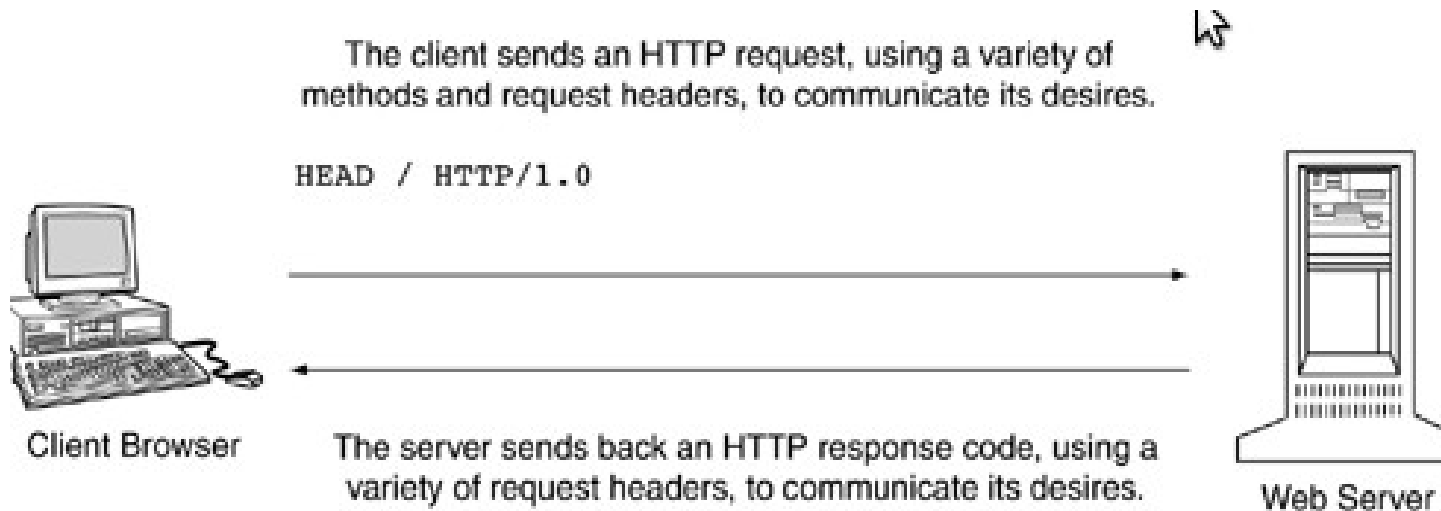 The client sends an HTTP request, using a variety of
methods and request headers, to communicate its desires.
HEAD / HTTP/1.0
Client Browser
The server sends back an HTTP response code, using a
variety of request headers, to communicate its desires.
Web Server